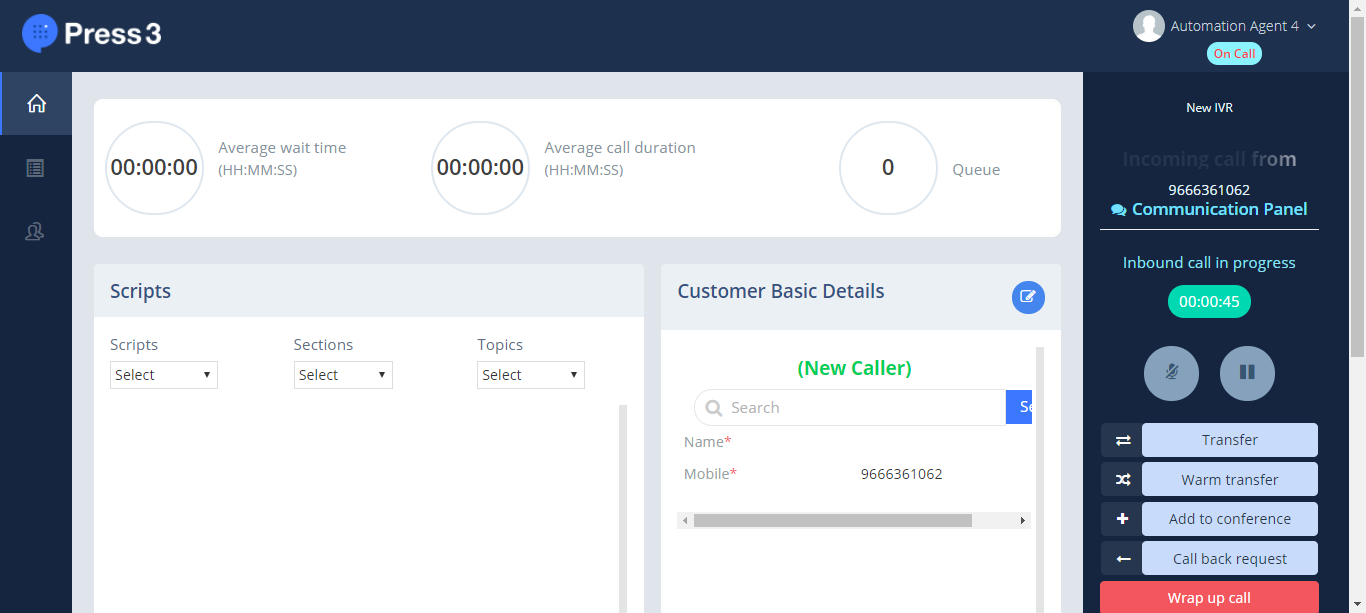 Press 3
Automation Agent 4
On Call
00:00:00
Average wait time
(HH:MM:SS)
00:00:00
Average call duration
(HH:MM:SS)
0
Queue
New IVR
Incoming call from
9666361062
Communication Panel
Inbound call in progress
00:00:45
Transfer
Warm transfer
Add to conference
Call back request
Wrap up call
Scripts
Scripts
Sections
Topics
Select
Select
Select
Customer Basic Details
(New Caller)
Search
Se
Name*
Mobile*
9666361062